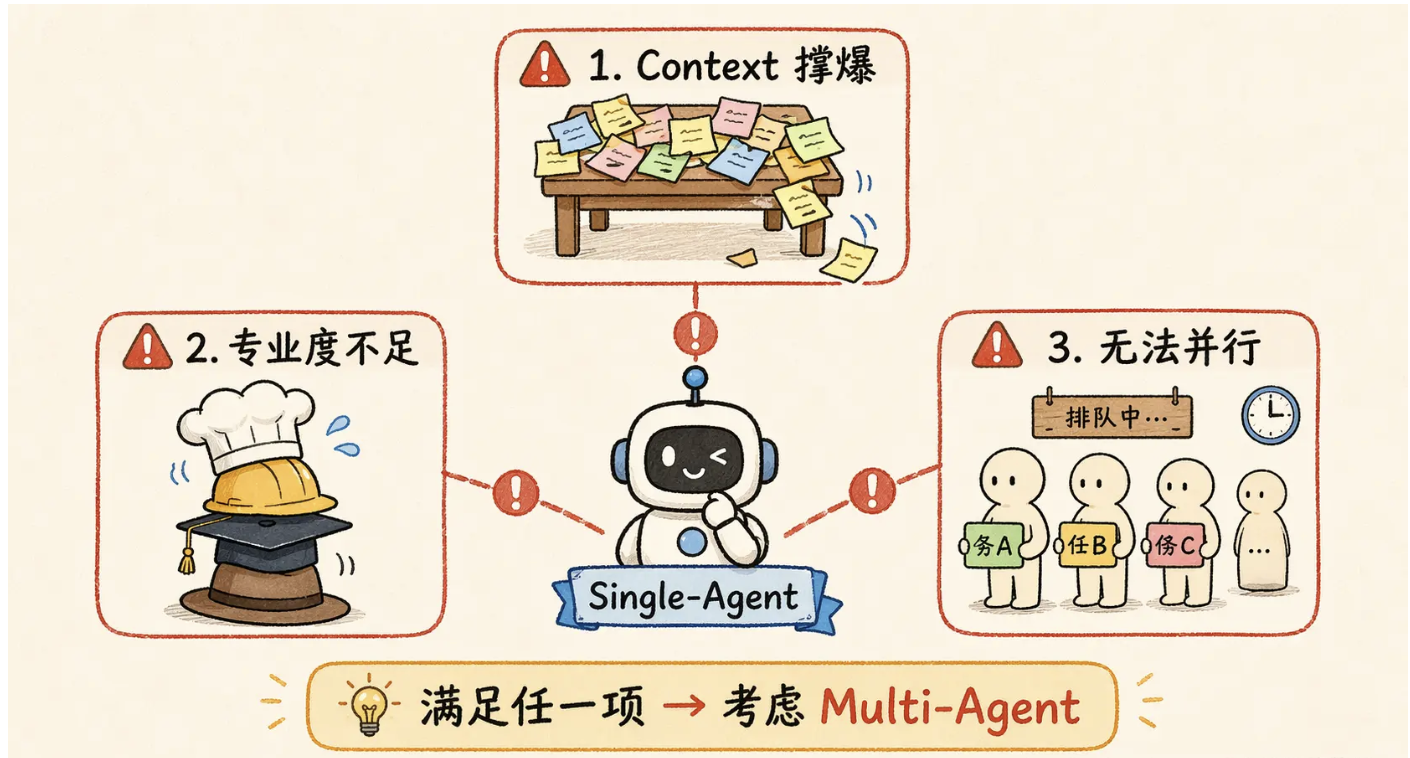 1. Context 撑爆
2. 专业度不足
3. 无法并行
排队中...
务A
任B
㑹C
...
Single-Agent
满足任一项 → 考虑 Multi-Agent